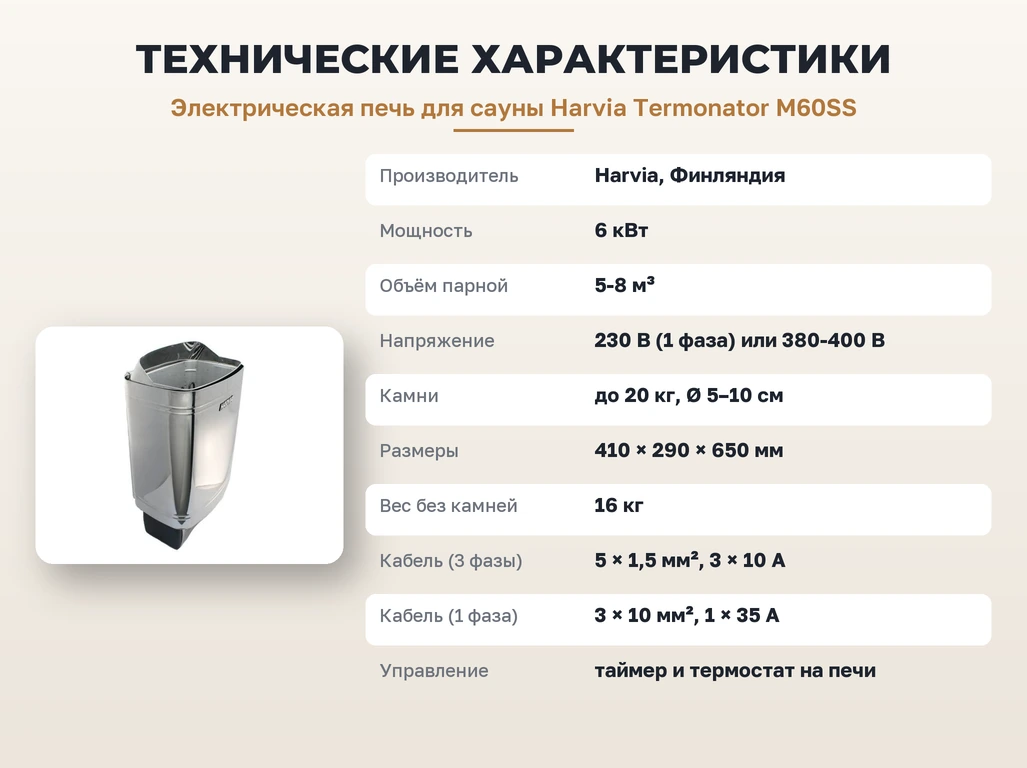 ТЕХНИЧЕСКИЕ ХАРАКТЕРИСТИКИ
Электрическая печь для сауны Harvia Termonator M60SS
Производитель Harvia, Финляндия
Мощность 6 кВт
Объём парной 5-8 м³
Напряжение 230 В (1 фаза) или 380-400 В
Камни до 20 кг, Ø 5–10 см
Размеры 410 × 290 × 650 мм
Вес без камней 16 кг
Кабель (3 фазы) 5 × 1,5 мм², 3 × 10 А
Кабель (1 фаза) 3 × 10 мм², 1 × 35 А
Управление таймер и термостат на печи